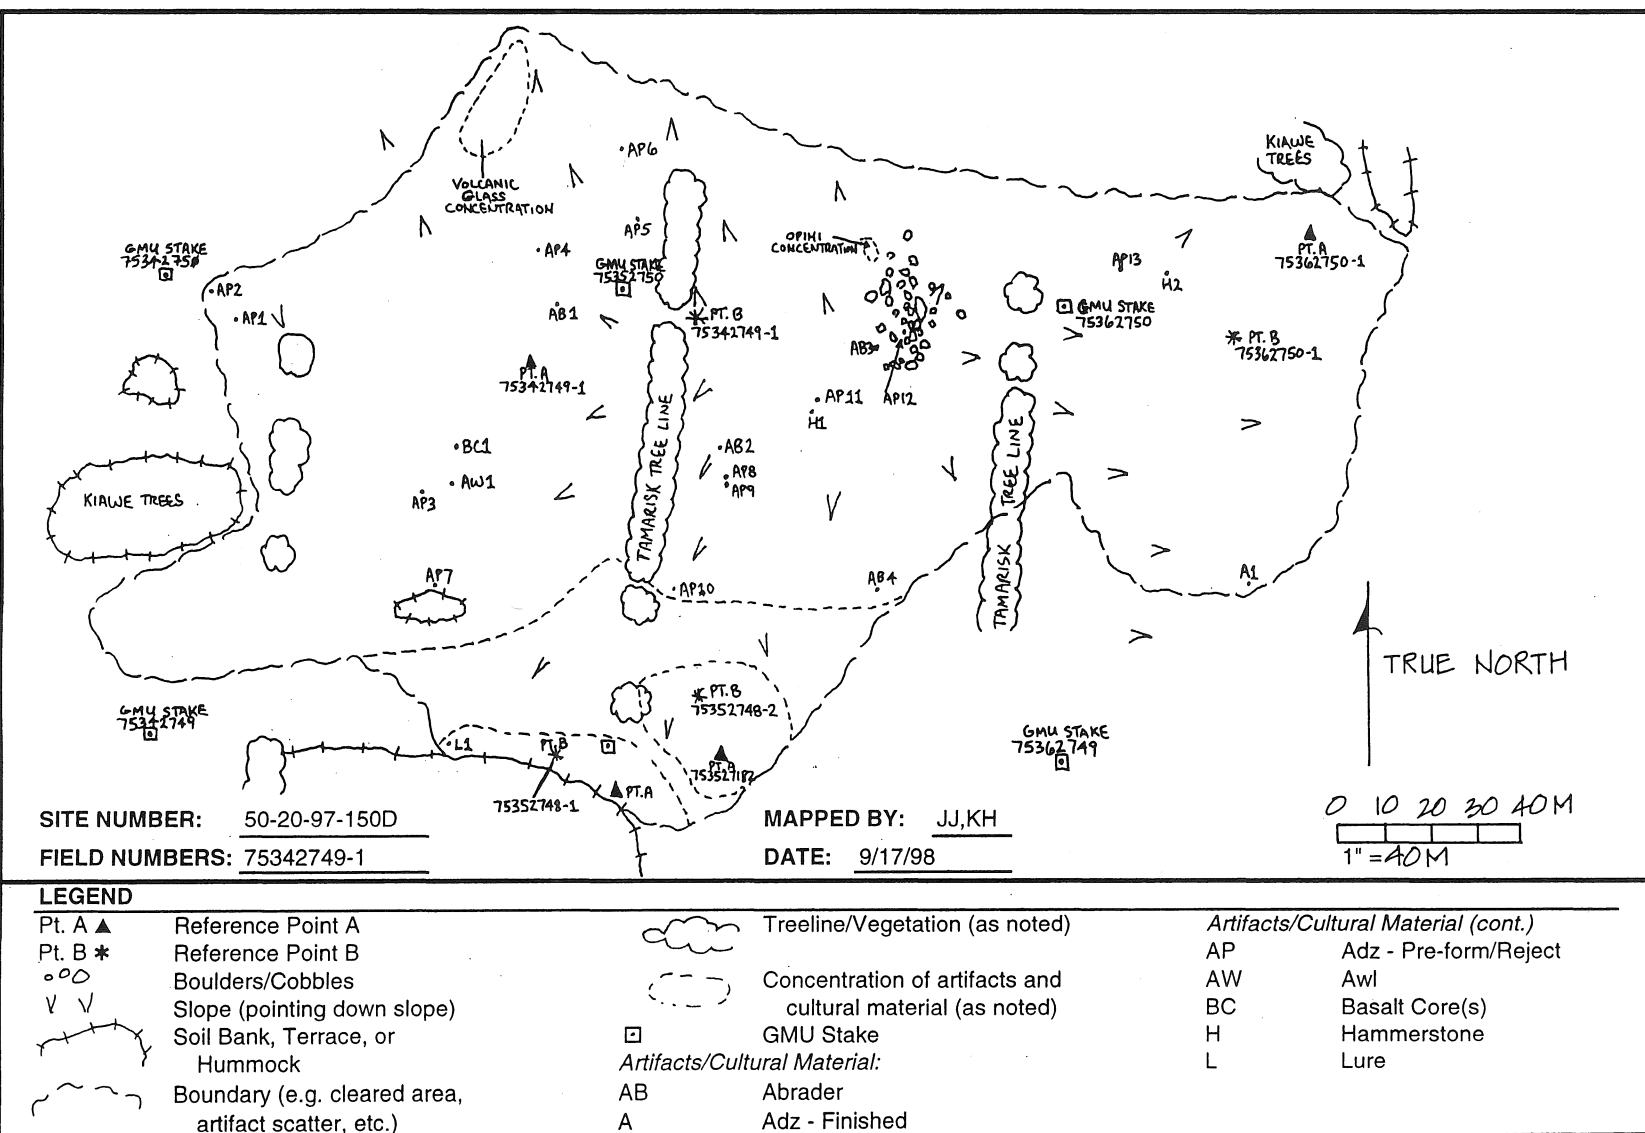 KIAWE
TREES
AP6
VOLCANIC
GLASS
CONCENTRATION
AP5
OPIHI
CONCENTRATION
GMU STAKE
75342750
AP4
GMU STAKE
75352750
AP13
H2
PT. A
75362750-1
AP2
AP1
AB1
PT. B
75342749-1
GMU STAKE
75362750
PT. B
75362750-1
AB3
PT. A
75342749-1
AP11
AP12
H1
BC1
AB2
AW1
AP8
AP9
AP3
KIAWE TREES
TAMARISK TREE LINE
TAMARISK TREE LINE
AP7
AP10
AB4
A1
TRUE NORTH
PT. B
75352748-2
GMU STAKE
75342749
L1
PT. B
GMU STAKE
75362749
PT. A
PT. A
75352748-1
0 10 20 30 40 M
1" = 40 M
SITE NUMBER: 50-20-97-150D
MAPPED BY: JJ,KH
FIELD NUMBERS: 75342749-1
DATE: 9/17/98
LEGEND
Pt. A Reference Point A
Pt. B Reference Point B
Boulders/Cobbles
Slope (pointing down slope)
Soil Bank, Terrace, or
Hummock
Boundary (e.g. cleared area,
artifact scatter, etc.)
Treeline/Vegetation (as noted)
Concentration of artifacts and
cultural material (as noted)
GMU Stake
Artifacts/Cultural Material:
AB Abrader
A Adz - Finished
Artifacts/Cultural Material (cont.)
AP Adz - Pre-form/Reject
AW Awl
BC Basalt Core(s)
H Hammerstone
L Lure